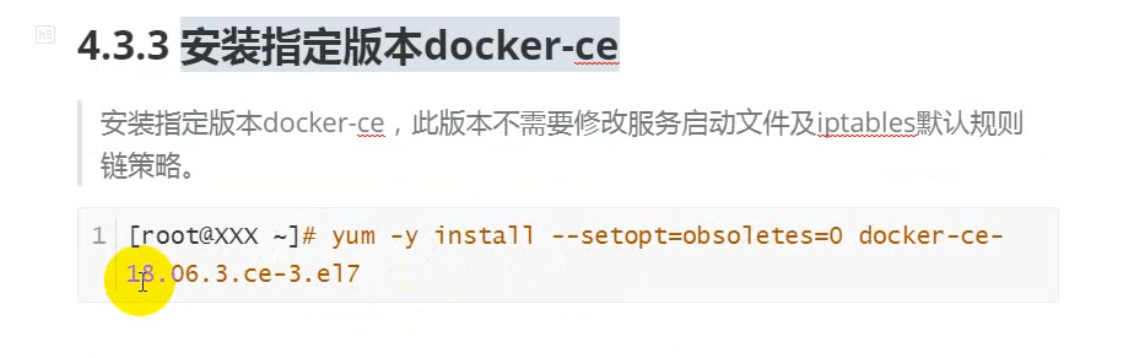 h3
4.3.3 安装指定版本docker-ce
安装指定版本docker-ce，此版本不需要修改服务启动文件及iptables默认规则
链策略。
1 [root@XXX ~]# yum -y install --setopt=obsoletes=0 docker-ce-
18.06.3.ce-3.el7